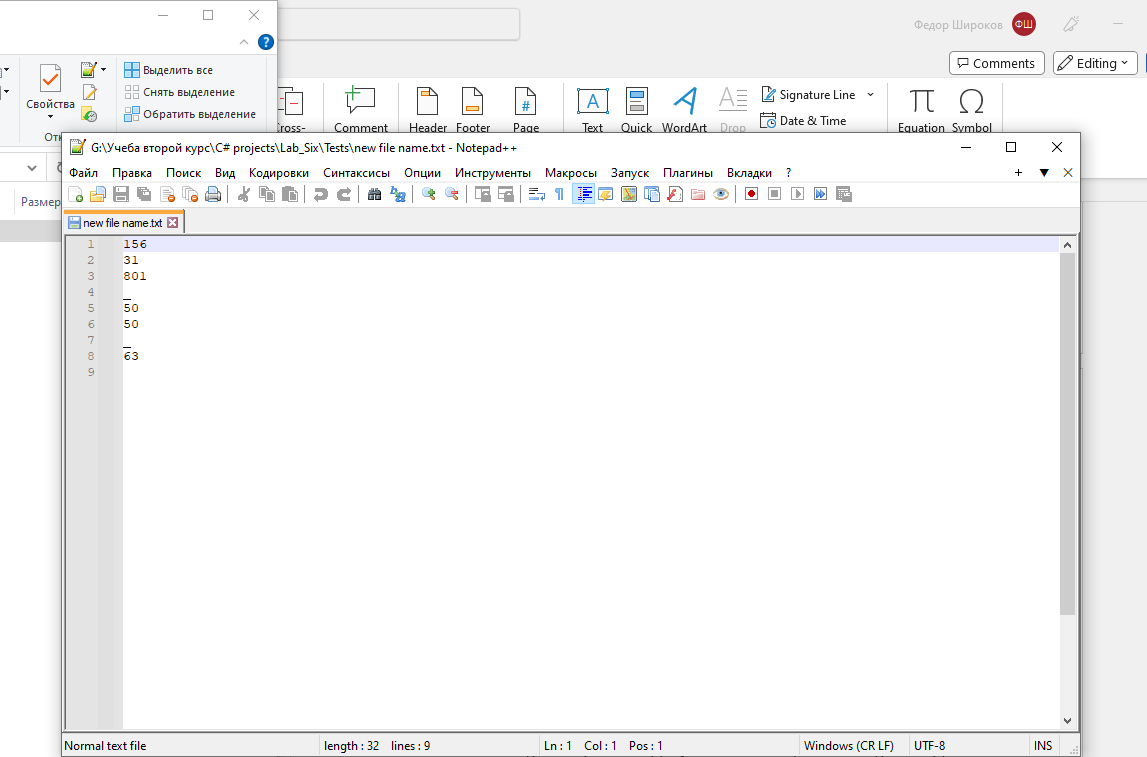 Федор Широков ФШ
?
Comments
Editing
Выделить все
Снять выделение
Обратить выделение
Свойства
Cross-
Comment
Header
Footer
#
Page
A
Text
Quick
WordArt
A
Drop
Signature Line
Date & Time
π
Equation
Ω
Symbol
Размер
G:\Учеба второй курс\C# projects\Lab_Six\Tests\new file name.txt - Notepad++
Файл Правка Поиск Вид Кодировки Синтаксисы Опции Инструменты Макросы Запуск Плагины Вкладки ?
new file name.txt
1 156
2 31
3 801
4 _
5 50
6 50
7 _
8 63
9
Normal text file length : 32 lines : 9 Ln : 1 Col : 1 Pos : 1 Windows (CR LF) UTF-8 INS